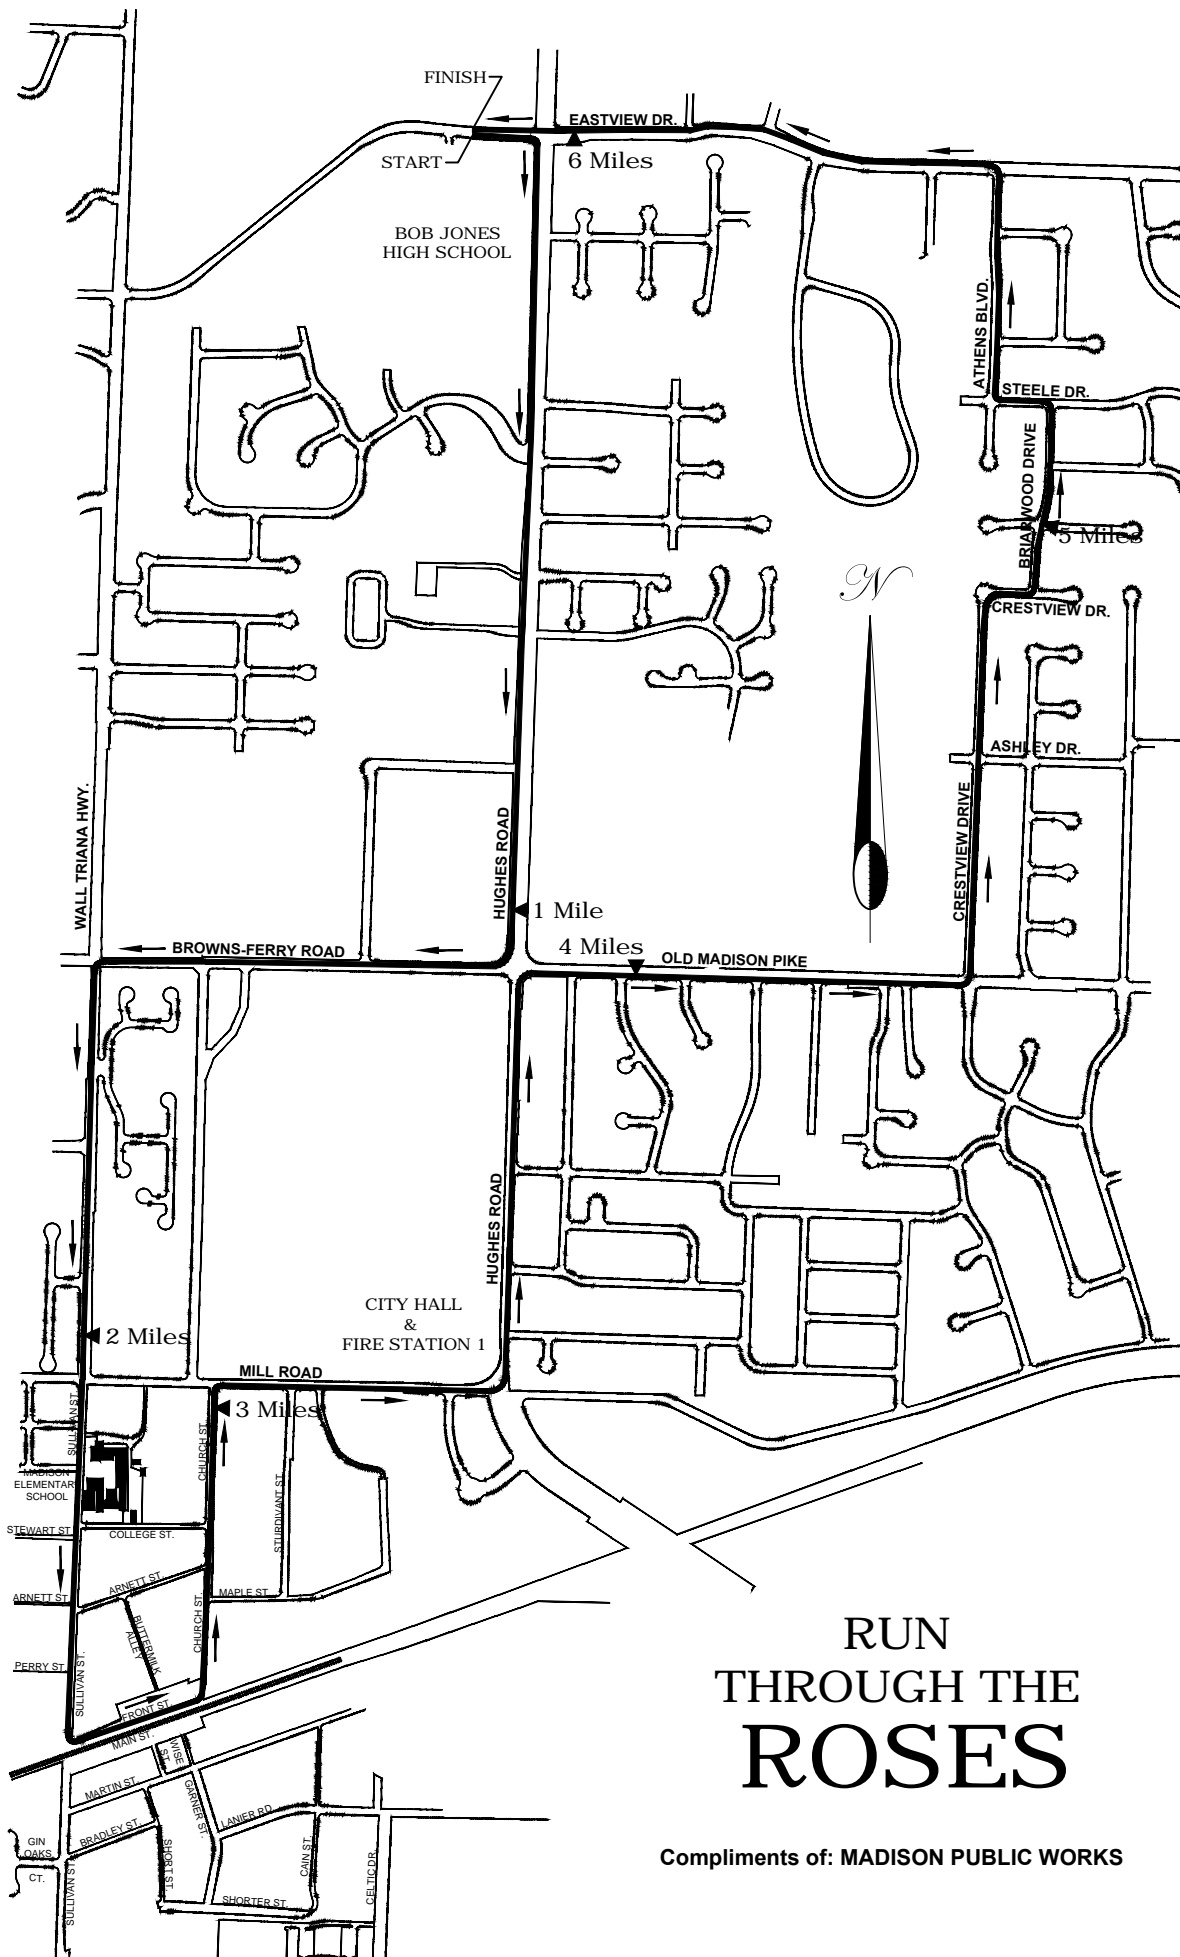 FINISH
EASTVIEW DR.
START
6 Miles
BOB JONES
HIGH SCHOOL
ATHENS BLVD.
STEELE DR.
BRIARWOOD DRIVE
5 Miles
N
CRESTVIEW DR.
ASHLEY DR.
WALL TRIANA HWY.
HUGHES ROAD
CRESTVIEW DRIVE
1 Mile
4 Miles
BROWNS-FERRY ROAD
OLD MADISON PIKE
HUGHES ROAD
CITY HALL
&
FIRE STATION 1
2 Miles
MILL ROAD
3 Miles
SULLIVAN ST.
CHURCH ST.
MADISON
ELEMENTARY
SCHOOL
STURDIVANT ST.
STEWART ST.
COLLEGE ST.
ARNETT ST.
ARNETT ST.
MAPLE ST.
CHURCH ST.
BUTTERMILK
ALLEY
PERRY ST.
SULLIVAN ST.
FRONT ST.
MAIN ST.
WISE
ST.
MARTIN ST.
GARNER ST.
LANIER RD.
BRADLEY ST.
GIN
OAKS
CT.
SHORT ST.
CAIN ST.
CELTIC DR.
SULLIVAN ST.
SHORTER ST.
RUN
THROUGH THE
ROSES
Compliments of: MADISON PUBLIC WORKS